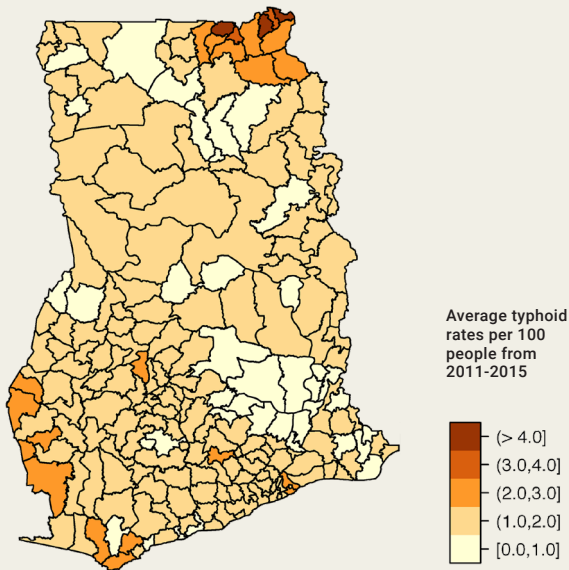 Average typhoid
rates per 100
people from
2011-2015
(> 4.0]
(3.0,4.0]
(2.0,3.0]
(1.0,2.0]
[0.0,1.0]